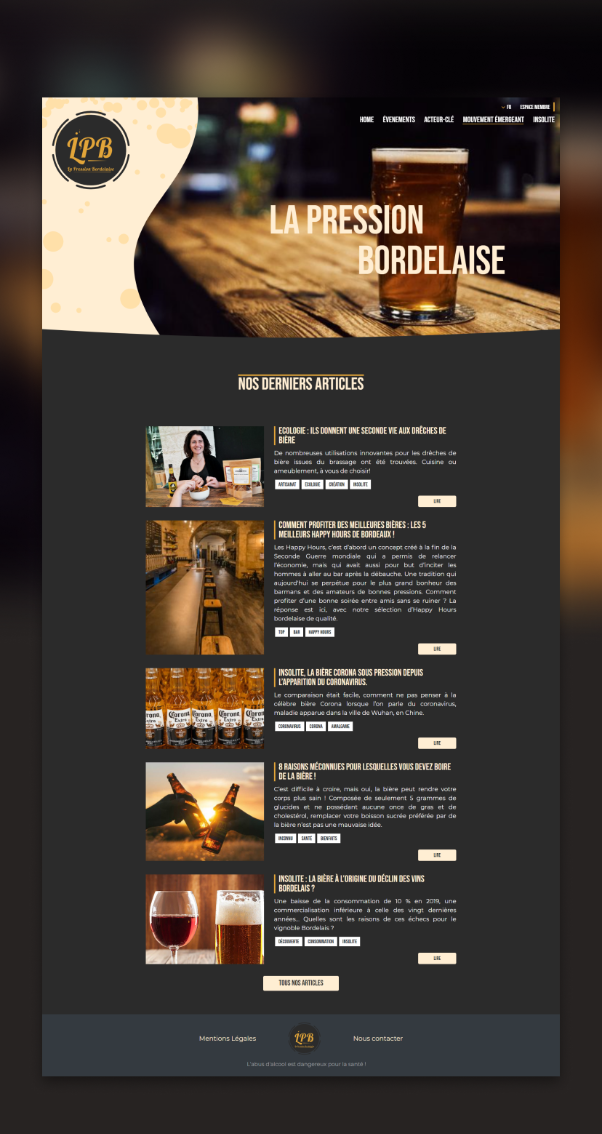 FR ESPACE MEMBRE
HOME ÉVENEMENTS ACTEUR-CLÉ MOUVEMENT ÉMERGEANT INSOLITE
LPB
La Pression Bordelaise
LA PRESSION
BORDELAISE
NOS DERNIERS ARTICLES
ECOLOGIE : ILS DONNENT UNE SECONDE VIE AUX DRÊCHES DE
BIÈRE
De nombreuses utilisations innovantes pour les drêches de
bière issues du brassage ont été trouvées. Cuisine ou
ameublement, à vous de choisir!
ARTISANAT ECOLOGIE CREATION INSOLITE
LIRE
COMMENT PROFITER DES MEILLEURES BIÈRES : LES 5
MEILLEURS HAPPY HOURS DE BORDEAUX !
Les Happy Hours, c'est d'abord un concept créé à la fin de la
Seconde Guerre mondiale qui a permis de relancer
l'économie, mais qui avait aussi pour but d'inciter les
hommes à aller au bar après la débauche. Une tradition qui
aujourd'hui se perpétue pour le plus grand bonheur des
barmans et des amateurs de bonnes pressions. Comment
profiter d'une bonne soirée entre amis sans se ruiner ? La
réponse est ici, avec notre sélection d'Happy Hours
bordelaise de qualité.
TOP BAR HAPPY HOURS
LIRE
Corona Extra
INSOLITE, LA BIÈRE CORONA SOUS PRESSION DEPUIS
L'APPARITION DU CORONAVIRUS.
Le comparaison était facile, comment ne pas penser à la
célèbre bière Corona lorsque l'on parle du coronavirus,
maladie apparue dans la ville de Wuhan, en Chine.
CORONAVIRUS CORONA AMALGAME
LIRE
8 RAISONS MÉCONNUES POUR LESQUELLES VOUS DEVEZ BOIRE
DE LA BIÈRE !
C'est difficile à croire, mais oui, la bière peut rendre votre
corps plus sain ! Composée de seulement 5 grammes de
glucides et ne possédant aucune once de gras et de
cholestérol, remplacer votre boisson sucrée préférée par de
la bière n'est pas une mauvaise idée.
INCONNU SANTÉ BIENFAITS
LIRE
INSOLITE : LA BIÈRE À L'ORIGINE DU DÉCLIN DES VINS
BORDELAIS ?
Une baisse de la consommation de 10 % en 2019, une
commercialisation inférieure à celle des vingt dernières
années... Quelles sont les raisons de ces échecs pour le
vignoble Bordelais ?
DÉCOUVERTE CONSOMMATION INSOLITE
LIRE
TOUS NOS ARTICLES
Mentions Légales
LPB
Nous contacter
L'abus d'alcool est dangereux pour la santé !